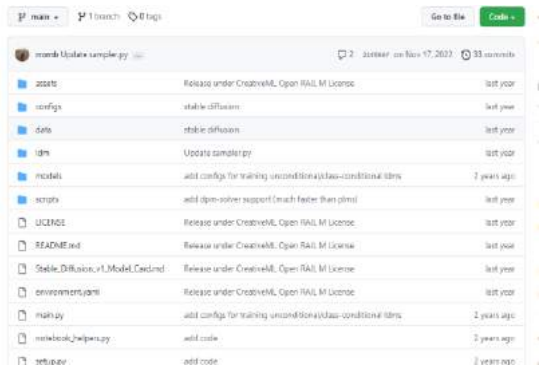 main 1 branch 0 tags Go to file Code
Update sampler.py ... 2 on Nov 17, 2022 33 commits
assets Release under CreativeML Open RAIL M License last year
configs stable diffusion last year
data stable diffusion last year
ldm Update sampler.py last year
models add configs for training unconditional/class-conditional ldms 2 years ago
scripts add dpm-solver support (much faster than plms) last year
LICENSE Release under CreativeML Open RAIL M License last year
README.md Release under CreativeML Open RAIL M License last year
Stable_Diffusion_v1_Model_Card.md Release under CreativeML Open RAIL M License last year
environment.yaml Release under CreativeML Open RAIL M License last year
main.py add configs for training unconditional/class-conditional ldms 2 years ago
notebook_helpers.py add code 2 years ago
setup.py add code 2 years ago